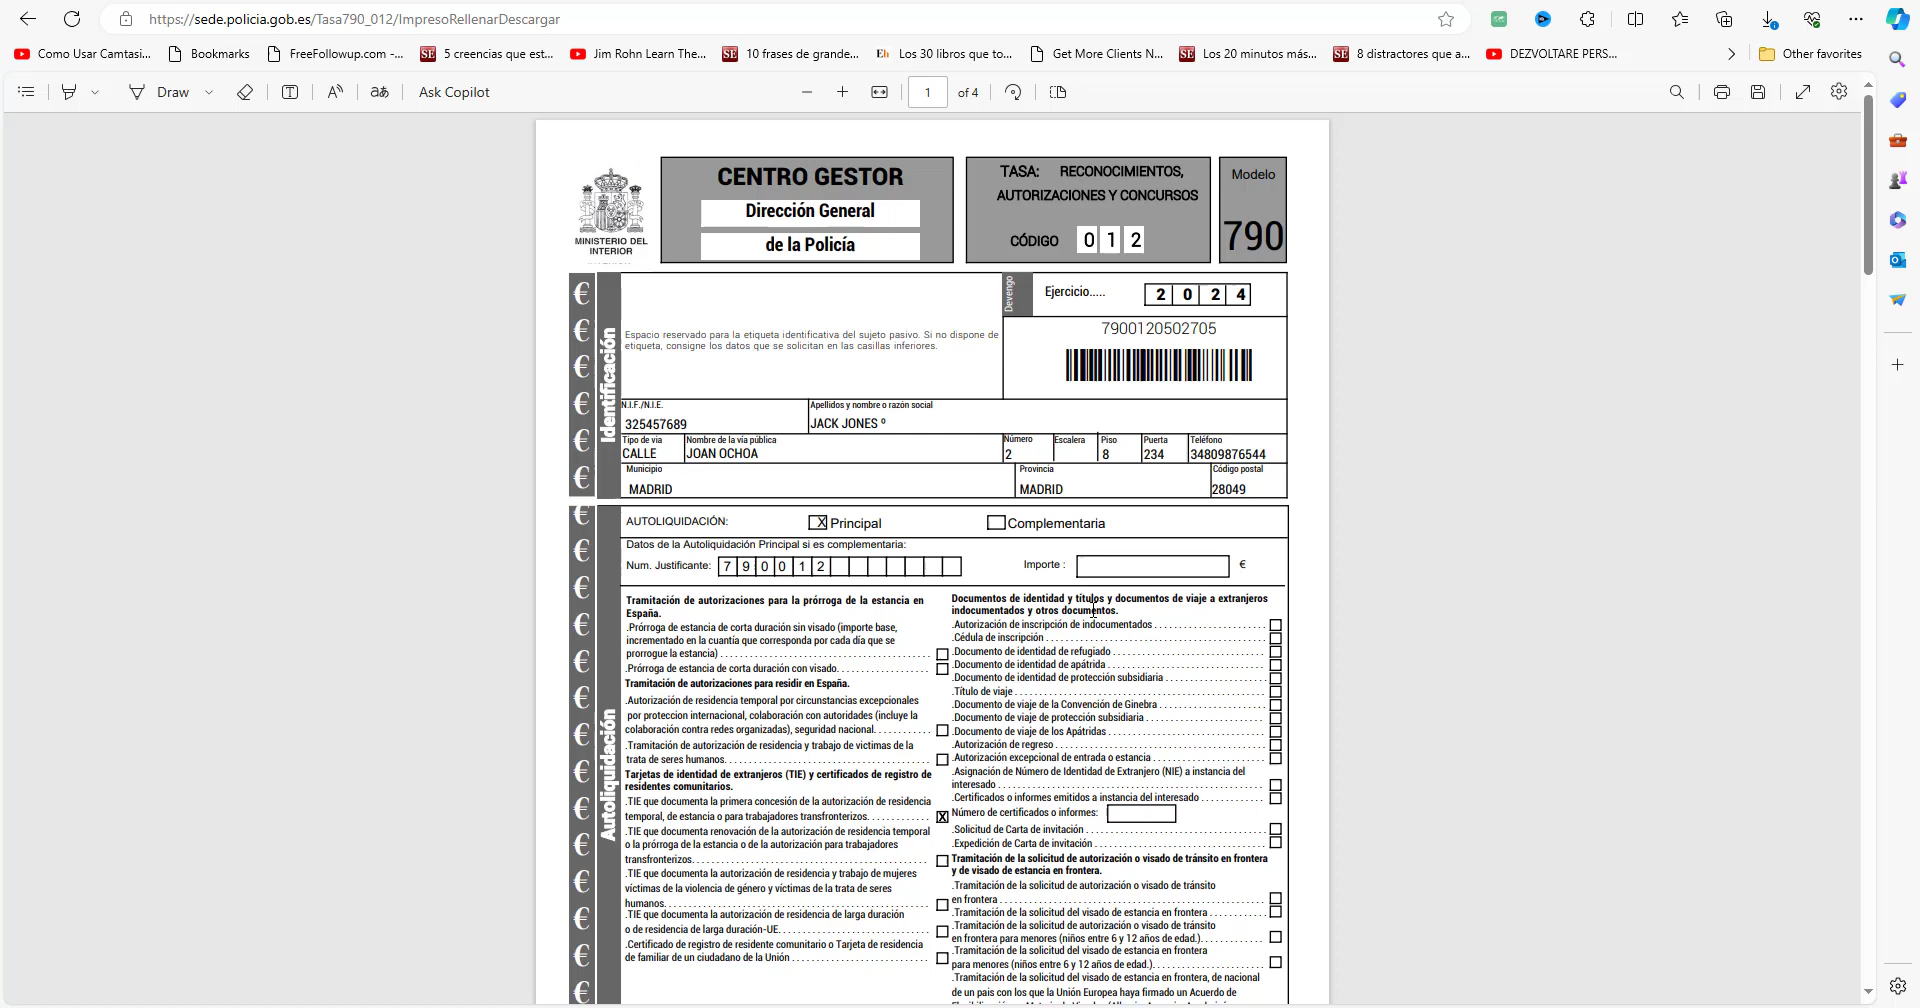 https://sede.policia.gob.es/Tasa790_012/ImpresoRellenarDescargar
Como Usar Camtasi...
Bookmarks
FreeFollowup.com -...
5 creencias que est...
Jim Rohn Learn The...
10 frases de grande...
Los 30 libros que to...
Get More Clients N...
Los 20 minutos más...
8 distractores que a...
DEZVOLTARE PERS...
Other favorites
Draw
Ask Copilot
1 of 4
MINISTERIO DEL
INTERIOR
CENTRO GESTOR
Dirección General
de la Policía
TASA: RECONOCIMIENTOS,
AUTORIZACIONES Y CONCURSOS
CÓDIGO 0 1 2
Modelo
790
Identificación
Espacio reservado para la etiqueta identificativa del sujeto pasivo. Si no dispone de
etiqueta, consigne los datos que se solicitan en las casillas inferiores.
Devengo
Ejercicio..... 2 0 2 4
7900120502705
N.I.F./N.I.E.
325457689
Apellidos y nombre o razón social
JACK JONES º
Tipo de via
CALLE
Nombre de la vía pública
JOAN OCHOA
Número
2
Escalera
Piso
8
Puerta
234
Teléfono
34809876544
Municipio
MADRID
Provincia
MADRID
Código postal
28049
Autoliquidación
AUTOLIQUIDACIÓN: X Principal Complementaria
Datos de la Autoliquidación Principal si es complementaria:
Num. Justificante: 7 9 0 0 1 2 Importe : €
Tramitación de autorizaciones para la prórroga de la estancia en
España.
.Prórroga de estancia de corta duración sin visado (importe base,
incrementado en la cuantía que corresponda por cada día que se
prorrogue la estancia)
.Prórroga de estancia de corta duración con visado.
Tramitación de autorizaciones para residir en España.
.Autorización de residencia temporal por circunstancias excepcionales
por proteccion internacional, colaboración con autoridades (incluye la
colaboración contra redes organizadas), seguridad nacional.
.Tramitación de autorización de residencia y trabajo de victimas de la
trata de seres humanos.
Tarjetas de identidad de extranjeros (TIE) y certificados de registro de
residentes comunitarios.
.TIE que documenta la primera concesión de la autorización de residencia
temporal, de estancia o para trabajadores transfronterizos. X
.TIE que documenta renovación de la autorización de residencia temporal
o la prórroga de la estancia o de la autorización para trabajadores
transfronterizos.
.TIE que documenta la autorización de residencia y trabajo de mujeres
víctimas de la violencia de género y víctimas de la trata de seres
humanos.
.TIE que documenta la autorización de residencia de larga duración
o de residencia de larga duración-UE.
.Certificado de registro de residente comunitario o Tarjeta de residencia
de familiar de un ciudadano de la Unión
Documentos de identidad y títulos y documentos de viaje a extranjeros
indocumentados y otros documentos.
.Autorización de inscripción de indocumentados
.Cédula de inscripción
.Documento de identidad de refugiado
.Documento de identidad de apátrida
.Documento de identidad de protección subsidiaria
.Título de viaje
.Documento de viaje de la Convención de Ginebra
.Documento de viaje de protección subsidiaria
.Documento de viaje de los Apátridas
.Autorización de regreso
.Autorización excepcional de entrada o estancia
.Asignación de Número de Identidad de Extranjero (NIE) a instancia del
interesado
.Certificados o informes emitidos a instancia del interesado
Número de certificados o informes:
.Solicitud de Carta de invitación
.Expedición de Carta de invitación
Tramitación de la solicitud de autorización o visado de tránsito en frontera
y de visado de estancia en frontera.
.Tramitación de la solicitud de autorización o visado de tránsito
en frontera
.Tramitación de la solicitud del visado de estancia en frontera
.Tramitación de la solicitud de autorización o visado de tránsito
en frontera para menores (niños entre 6 y 12 años de edad.).
.Tramitación de la solicitud del visado de estancia en frontera
para menores (niños entre 6 y 12 años de edad.).
.Tramitación de la solicitud del visado de estancia en frontera, de nacional
de un pais con los que la Unión Europea haya firmado un Acuerdo de